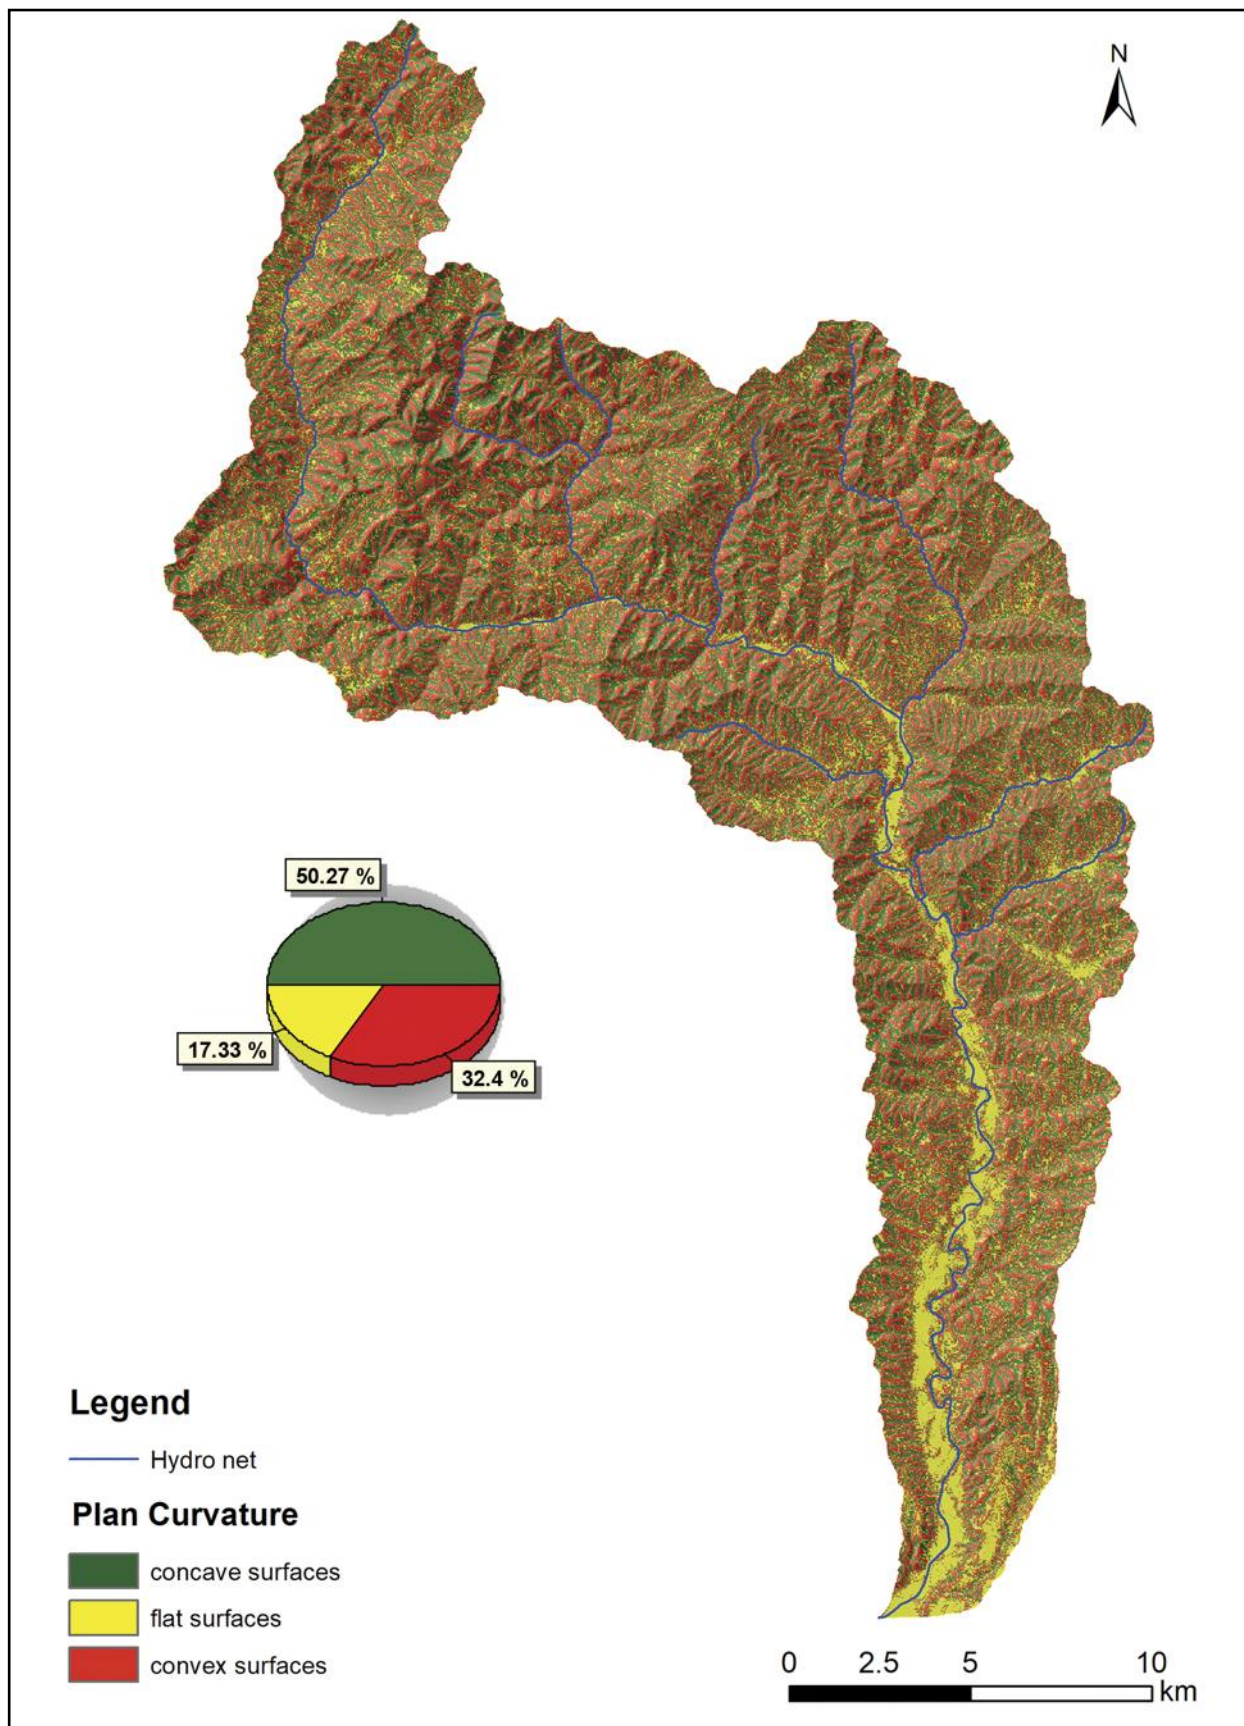 N
50.27 %
17.33 %
32.4 %
Legend
Hydro net
Plan Curvature
concave surfaces
flat surfaces
convex surfaces
0 2.5 5 10
km